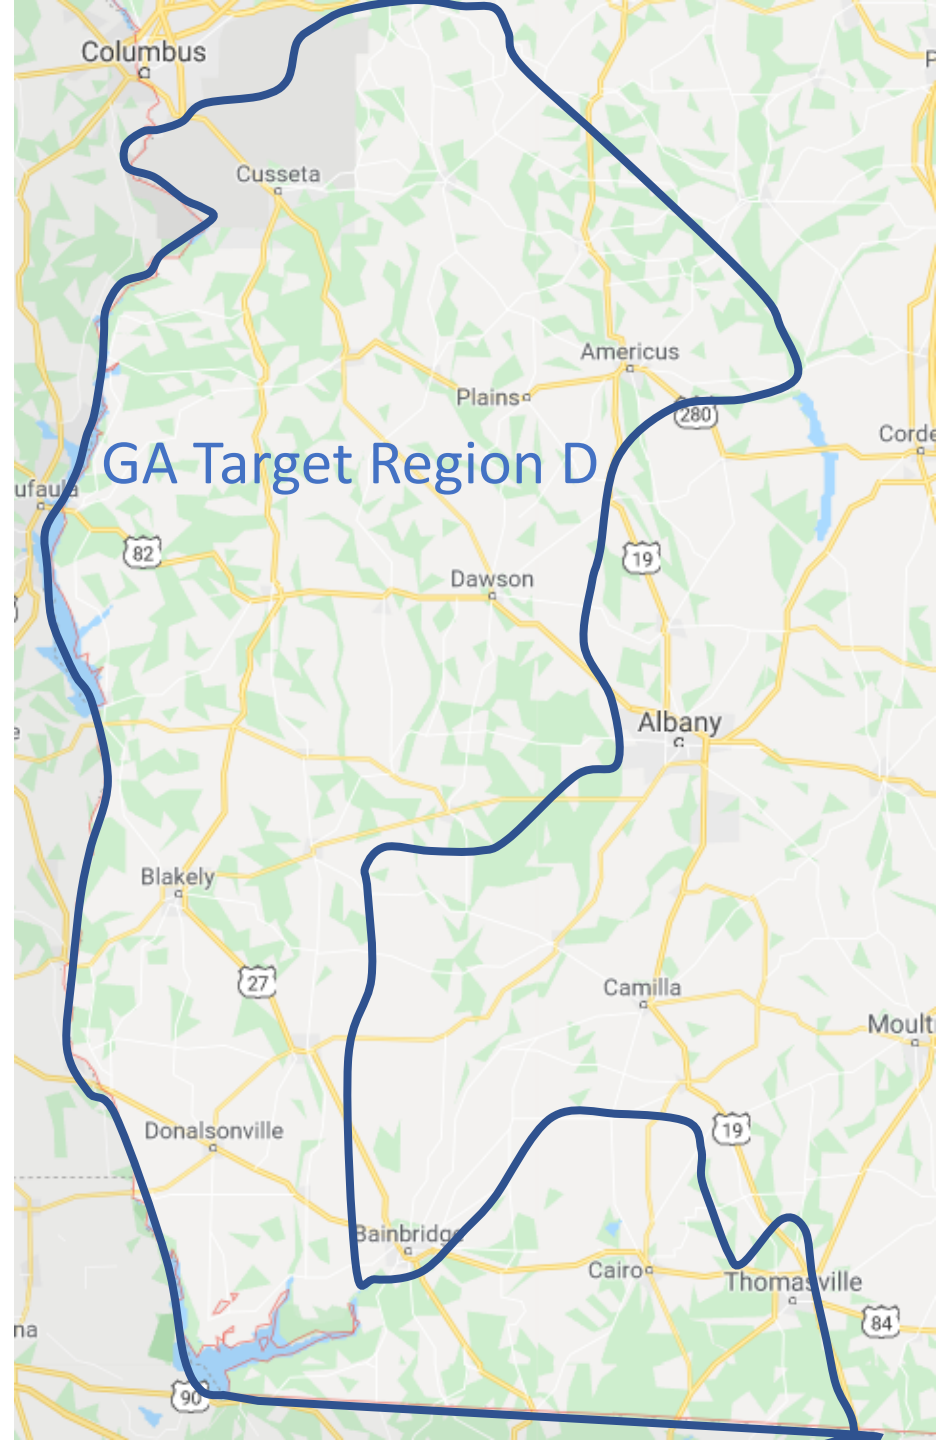 Columbus
Cusseta
Americus
Plains
280
Corde
GA Target Region D
ufaula
82
19
Dawson
Albany
Blakely
27
Camilla
Moult
Donalsonville
19
Bainbridge
Cairo
Thomasville
84
na
90